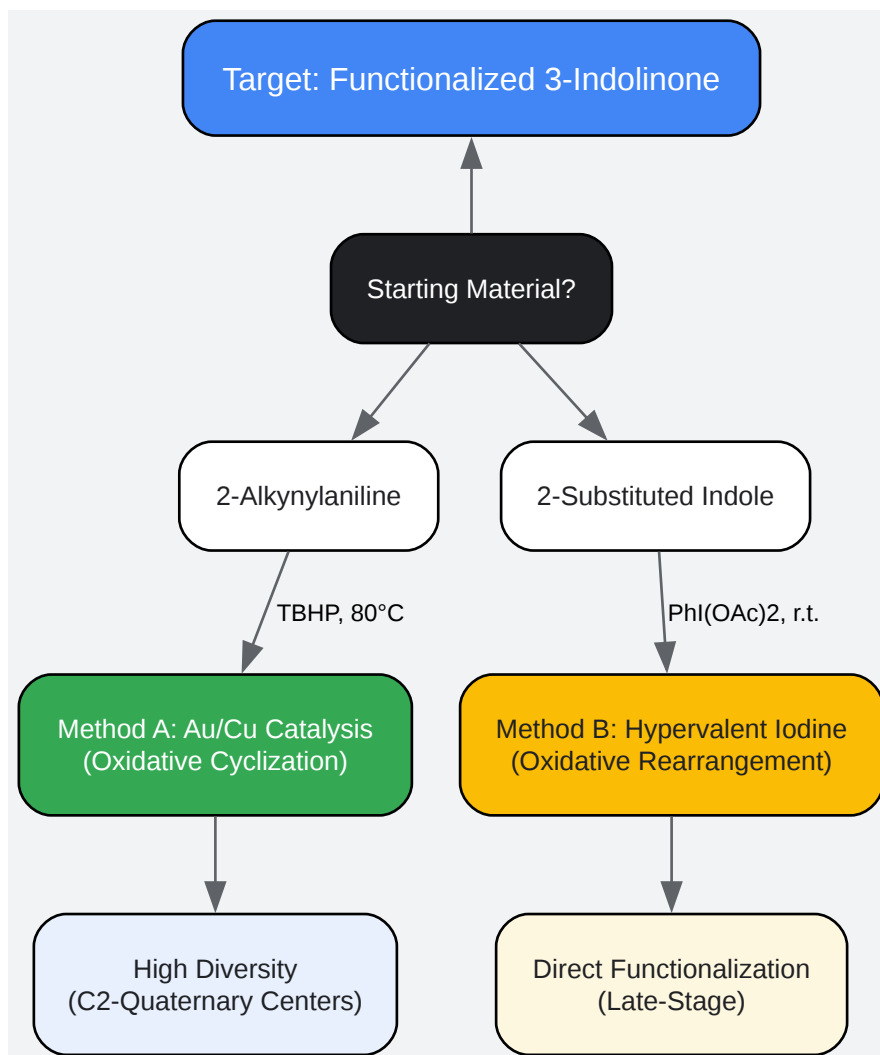 Target: Functionalized 3-Indolinone
Starting Material?
2-Alkynylaniline
2-Substituted Indole
TBHP, 80°C
PhI(OAc)2, r.t.
Method A: Au/Cu Catalysis
(Oxidative Cyclization)
Method B: Hypervalent Iodine
(Oxidative Rearrangement)
High Diversity
(C2-Quaternary Centers)
Direct Functionalization
(Late-Stage)